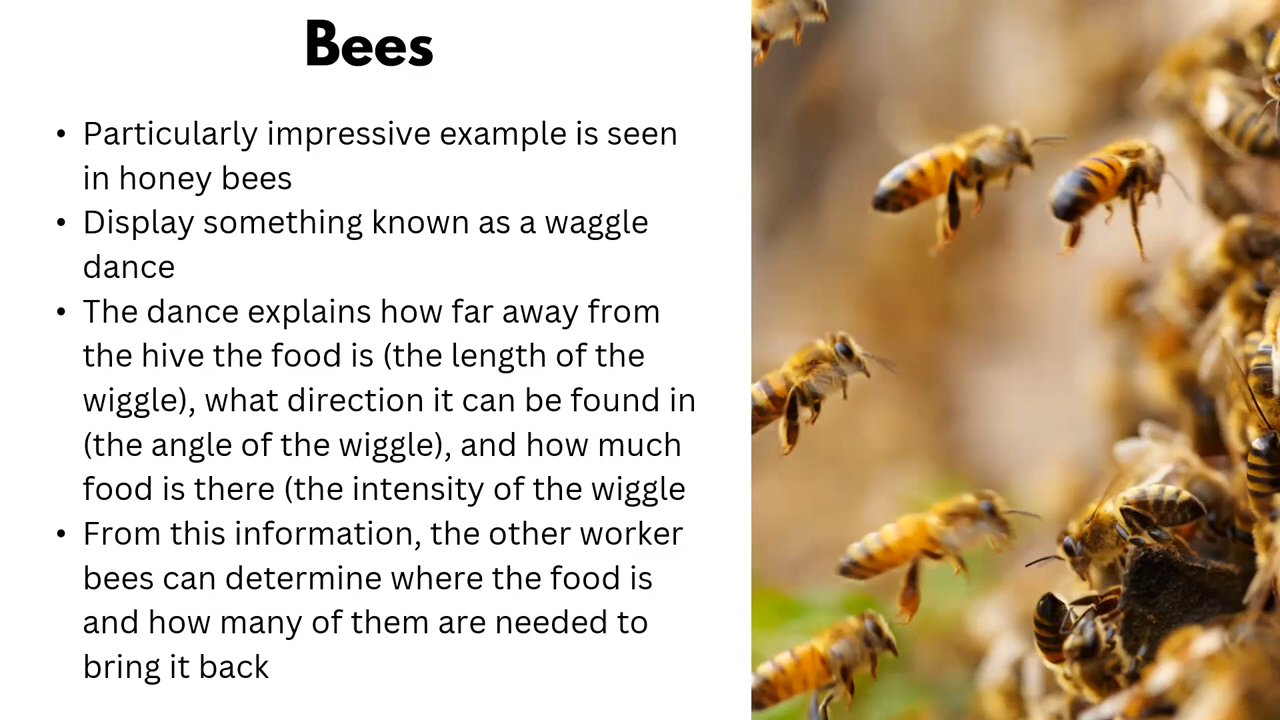 Bees
• Particularly impressive example is seen
in honey bees
• Display something known as a waggle
dance
• The dance explains how far away from
the hive the food is (the length of the
wiggle), what direction it can be found in
(the angle of the wiggle), and how much
food is there (the intensity of the wiggle
• From this information, the other worker
bees can determine where the food is
and how many of them are needed to
bring it back